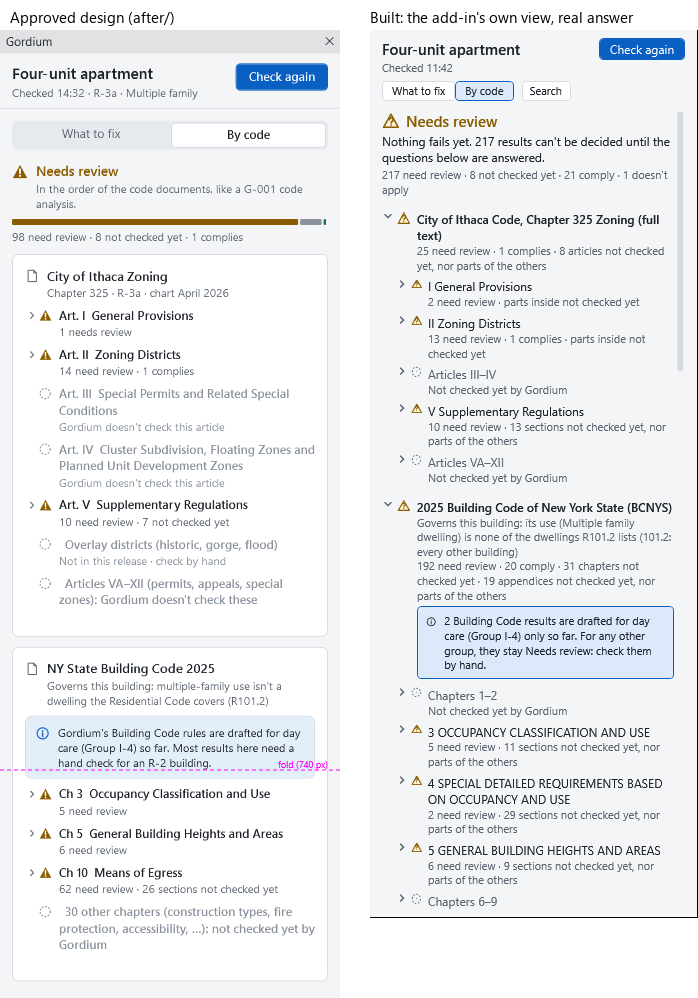 Approved design (after/)
Gordium
Four-unit apartment
Check again
Checked 14:32 · R-3a · Multiple family
What to fix
By code
Needs review
In the order of the code documents, like a G-001 code
analysis.
98 need review · 8 not checked yet · 1 complies
City of Ithaca Zoning
Chapter 325 · R-3a · chart April 2026
Art. I General Provisions
1 needs review
Art. II Zoning Districts
14 need review · 1 complies
Art. III Special Permits and Related Special
Conditions
Gordium doesn't check this article
Art. IV Cluster Subdivision, Floating Zones and
Planned Unit Development Zones
Gordium doesn't check this article
Art. V Supplementary Regulations
10 need review · 7 not checked yet
Overlay districts (historic, gorge, flood)
Not in this release · check by hand
Articles VA–XII (permits, appeals, special
zones): Gordium doesn't check these
NY State Building Code 2025
Governs this building: multiple-family use isn't a
dwelling the Residential Code covers (R101.2)
Gordium's Building Code rules are drafted for day
care (Group I-4) so far. Most results here need a
hand check for an R-2 building.
fold (740 px)
Ch 3 Occupancy Classification and Use
5 need review
Ch 5 General Building Heights and Areas
6 need review
Ch 10 Means of Egress
62 need review · 26 sections not checked yet
30 other chapters (construction types, fire
protection, accessibility, ...): not checked yet by
Gordium
Built: the add-in's own view, real answer
Four-unit apartment
Check again
Checked 11:42
What to fix
By code
Search
Needs review
Nothing fails yet. 217 results can't be decided until the
questions below are answered.
217 need review · 8 not checked yet · 21 comply · 1 doesn't
apply
City of Ithaca Code, Chapter 325 Zoning (full
text)
25 need review · 1 complies · 8 articles not checked
yet, nor parts of the others
I General Provisions
2 need review · parts inside not checked yet
II Zoning Districts
13 need review · 1 complies · parts inside not
checked yet
Articles III–IV
Not checked yet by Gordium
V Supplementary Regulations
10 need review · 13 sections not checked yet, nor
parts of the others
Articles VA–XII
Not checked yet by Gordium
2025 Building Code of New York State (BCNYS)
Governs this building: its use (Multiple family
dwelling) is none of the dwellings R101.2 lists (101.2:
every other building)
192 need review · 20 comply · 31 chapters not
checked yet · 19 appendices not checked yet, nor
parts of the others
2 Building Code results are drafted for day
care (Group I-4) only so far. For any other
group, they stay Needs review: check them
by hand.
Chapters 1–2
Not checked yet by Gordium
3 OCCUPANCY CLASSIFICATION AND USE
5 need review · 11 sections not checked yet, nor
parts of the others
4 SPECIAL DETAILED REQUIREMENTS BASED
ON OCCUPANCY AND USE
2 need review · 29 sections not checked yet, nor
parts of the others
5 GENERAL BUILDING HEIGHTS AND AREAS
6 need review · 9 sections not checked yet, nor
parts of the others
Chapters 6–9